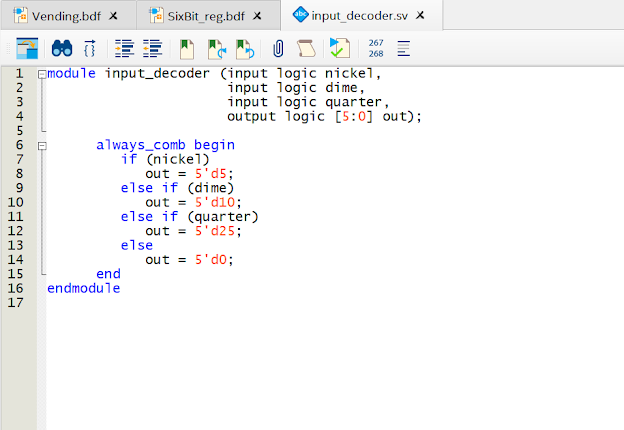 Vending.bdf SixBit_reg.bdf abc input_decoder.sv
267
268
1 module input_decoder (input logic nickel,
2 input logic dime,
3 input logic quarter,
4 output logic [5:0] out);
5
6 always_comb begin
7 if (nickel)
8 out = 5'd5;
9 else if (dime)
10 out = 5'd10;
11 else if (quarter)
12 out = 5'd25;
13 else
14 out = 5'd0;
15 end
16 endmodule
17